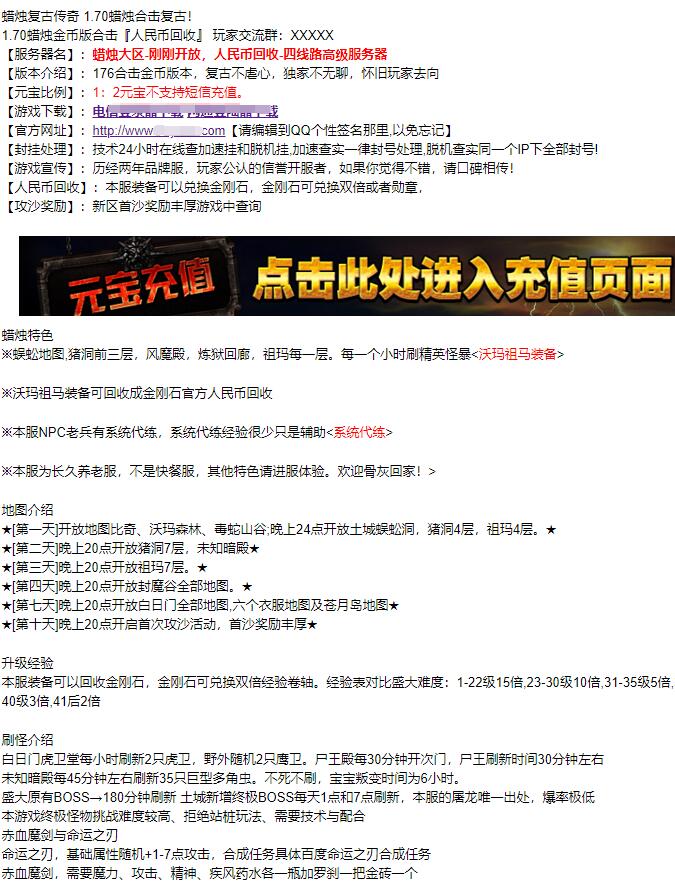 蜡烛复古传奇 1.70蜡烛合击复古！
1.70蜡烛金币版合击『人民币回收』 玩家交流群：XXXXX
【服务器名】：蜡烛大区-刚刚开放，人民币回收-四线路高级服务器
【版本介绍】：176合击金币版本，复古不虐心，独家不无聊，怀旧玩家去向
【元宝比例】：1：2元宝不支持短信充值。
【游戏下载】：
【官方网址】：http://www. com【请编辑到QQ个性签名那里,以免忘记】
【封挂处理】：技术24小时在线查加速挂和脱机挂,加速查实一律封号处理,脱机查实同一个IP下全部封号!
【游戏宣传】：历经两年品牌服，玩家公认的信誉开服者，如果你觉得不错，请口碑相传！
【人民币回收】：本服装备可以兑换金刚石，金刚石可兑换双倍或者勋章，
【攻沙奖励】：新区首沙奖励丰厚游戏中查询
元宝充值 点击此处进入充值页面
蜡烛特色
※蜈蚣地图,猪洞前三层，风魔殿，炼狱回廊，祖玛每一层。每一个小时刷精英怪暴<沃玛祖马装备>
※沃玛祖马装备可回收成金刚石官方人民币回收
※本服NPC老兵有系统代练，系统代练经验很少只是辅助<系统代练>
※本服为长久养老服，不是快餐服，其他特色请进服体验。欢迎骨灰回家！>
地图介绍
★[第一天]开放地图比奇、沃玛森林、毒蛇山谷;晚上24点开放土城蜈蚣洞，猪洞4层，祖玛4层。★
★[第二天]晚上20点开放猪洞7层，未知暗殿★
★[第三天]晚上20点开放祖玛7层。★
★[第四天]晚上20点开放封魔谷全部地图。★
★[第七天]晚上20点开放白日门全部地图,六个衣服地图及苍月岛地图★
★[第十天]晚上20点开启首次攻沙活动，首沙奖励丰厚★
升级经验
本服装备可以回收金刚石，金刚石可兑换双倍经验卷轴。经验表对比盛大难度：1-22级15倍,23-30级10倍,31-35级5倍,
40级3倍,41后2倍
刷怪介绍
白日门虎卫堂每小时刷新2只虎卫，野外随机2只鹰卫。尸王殿每30分钟开次门，尸王刷新时间30分钟左右
未知暗殿每45分钟左右刷新35只巨型多角虫。不死不刷，宝宝叛变时间为6小时。
盛大原有BOSS→180分钟刷新 土城新增终极BOSS每天1点和7点刷新，本服的屠龙唯一出处，爆率极低
本游戏终极怪物挑战难度较高、拒绝站桩玩法、需要技术与配合
赤血魔剑与命运之刃
命运之刃，基础属性随机+1-7点攻击，合成任务具体百度命运之刃合成任务
赤血魔剑，需要魔力、攻击、精神、疾风药水各一瓶加罗刹一把金砖一个